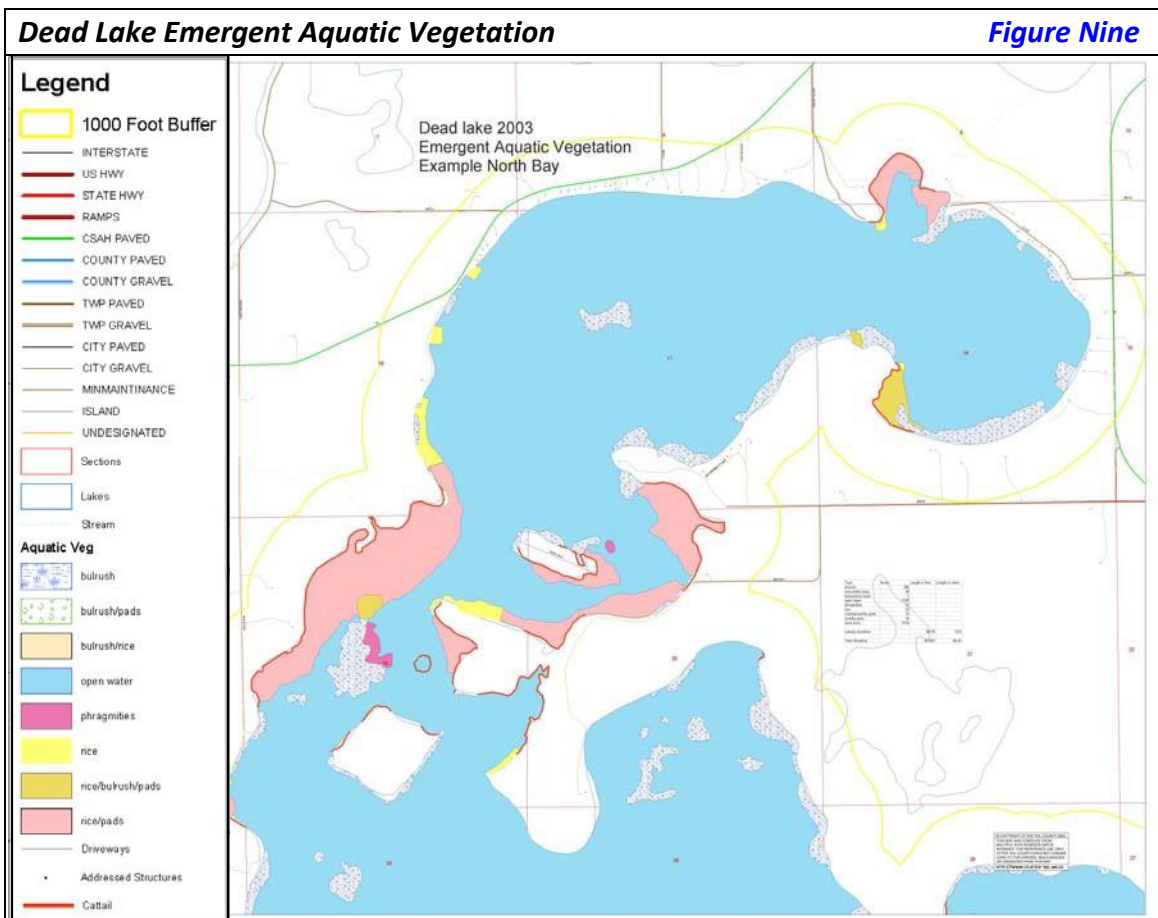 Dead Lake Emergent Aquatic Vegetation
Figure Nine
Legend
1000 Foot Buffer
INTERSTATE
US HWY
STATE HWY
RAMPS
CSAH PAVED
COUNTY PAVED
COUNTY GRAVEL
TWP PAVED
TWP GRAVEL
CITY PAVED
CITY GRAVEL
MINMAINTINANCE
ISLAND
UNDESIGNATED
Sections
Lakes
Stream
Aquatic Veg
bulrush
bulrush/pads
bulrush/rice
open water
phragmities
rice
rice/bulrush/pads
rice/pads
Driveways
Addressed Structures
Cattail
Dead lake 2003
Emergent Aquatic Vegetation
Example North Bay